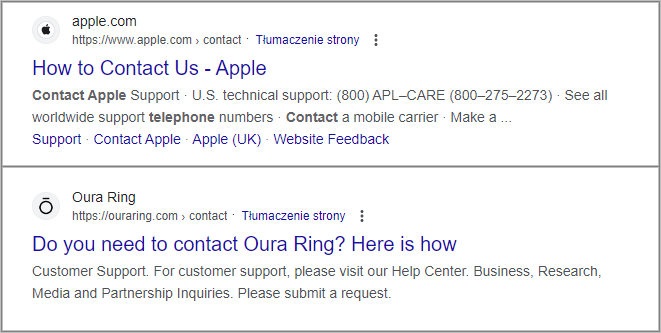 apple.com
https://www.apple.com › contact · Tłumaczenie strony
How to Contact Us - Apple
Contact Apple Support · U.S. technical support: (800) APL–CARE (800–275–2273) · See all
worldwide support telephone numbers · Contact a mobile carrier · Make a ...
Support · Contact Apple · Apple (UK) · Website Feedback
Oura Ring
https://ouraring.com › contact · Tłumaczenie strony
Do you need to contact Oura Ring? Here is how
Customer Support. For customer support, please visit our Help Center. Business, Research,
Media and Partnership Inquiries. Please submit a request.